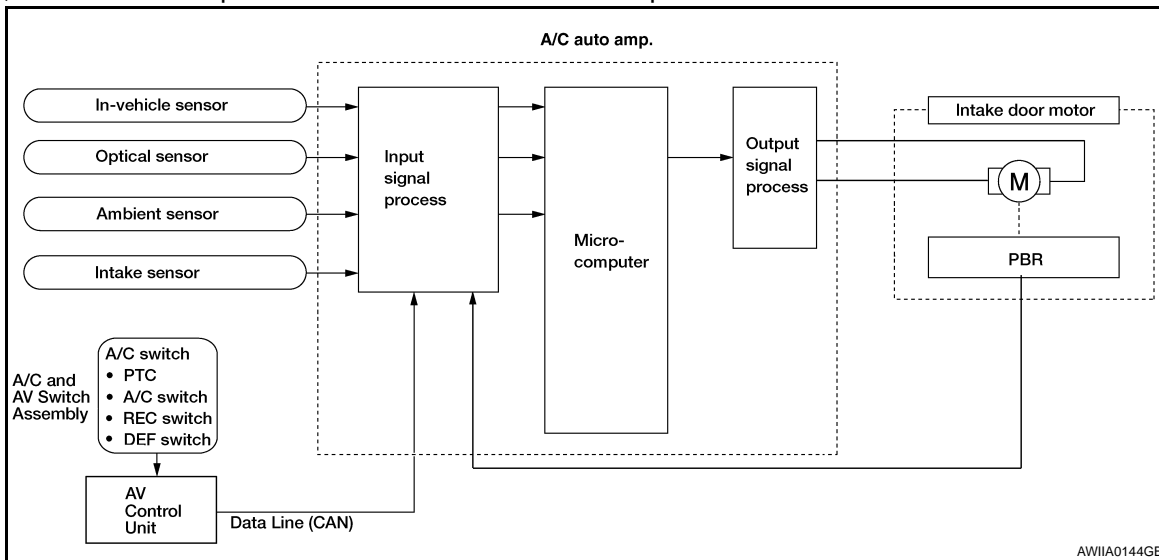 A/C auto amp.
In-vehicle sensor
Optical sensor
Ambient sensor
Intake sensor
Input
signal
process
Micro-
computer
Output
signal
process
Intake door motor
M
PBR
A/C and
AV Switch
Assembly
A/C switch
• PTC
• A/C switch
• REC switch
• DEF switch
AV
Control
Unit
Data Line (CAN)